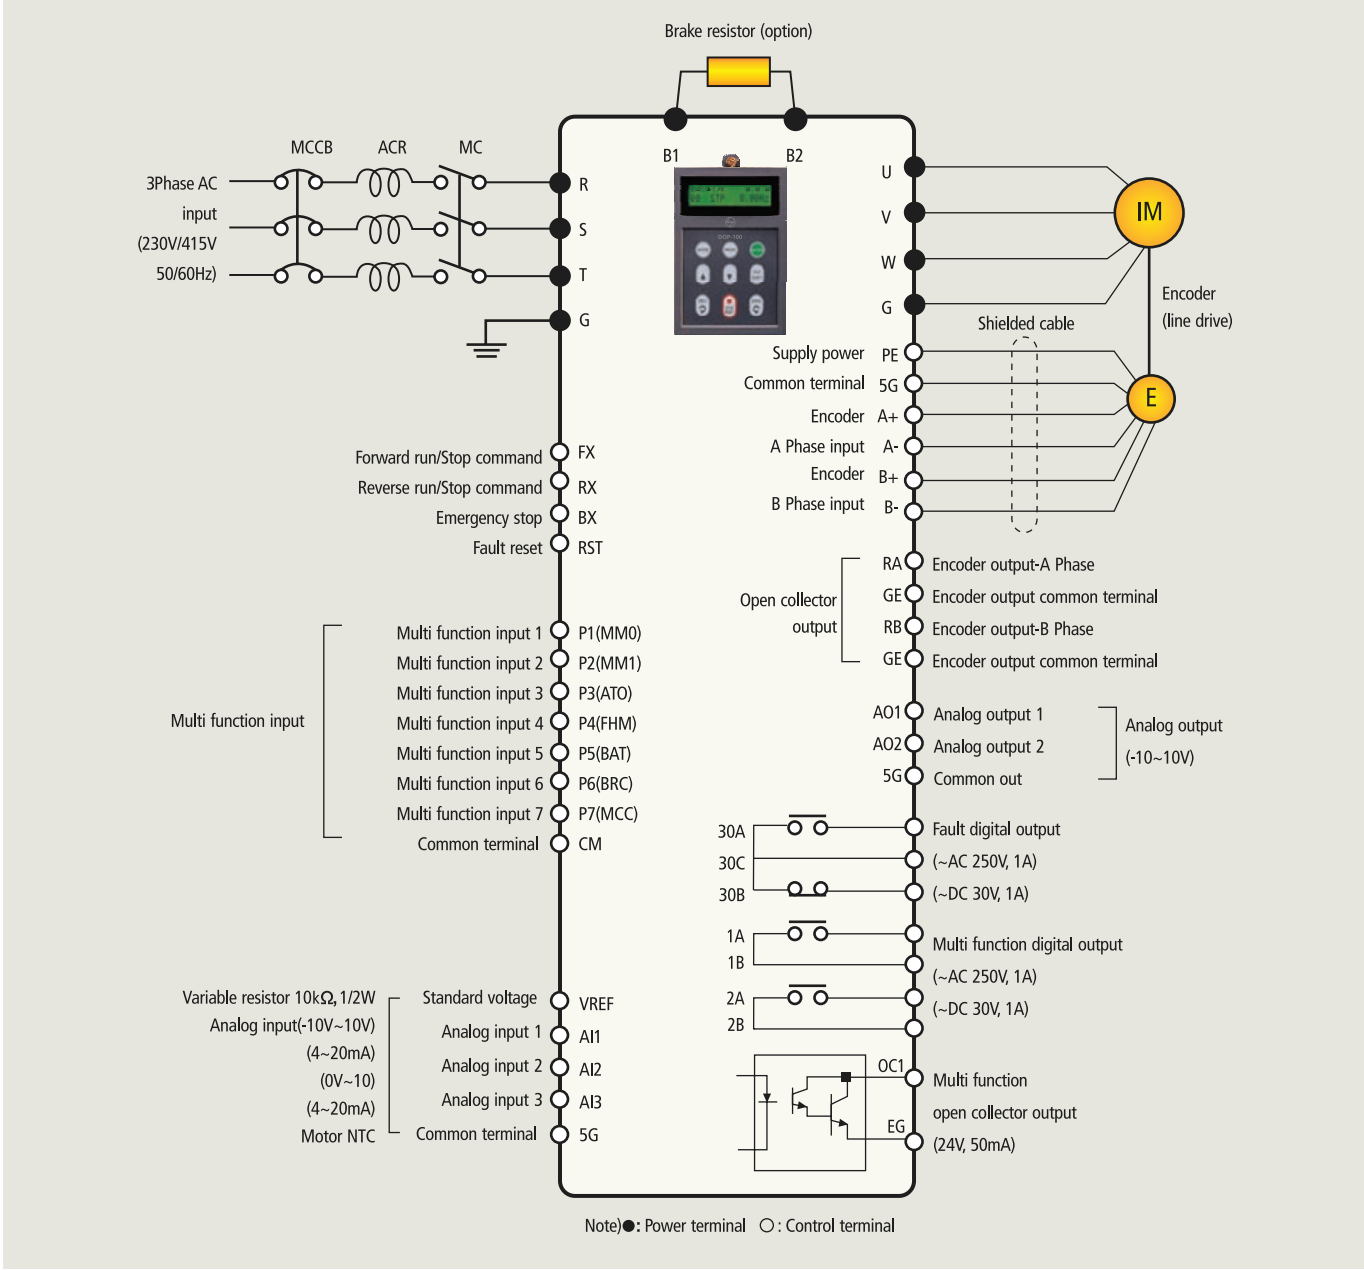 Brake resistor (option)
B1
B2
MCCB
ACR
MC
3Phase AC
input
(230V/415V
50/60Hz)
R
S
T
G
DOP-100
U
V
W
G
IM
Encoder
(line drive)
Shielded cable
E
Supply power PE
Common terminal 5G
Encoder A+
A Phase input A-
Encoder B+
B Phase input B-
Forward run/Stop command FX
Reverse run/Stop command RX
Emergency stop BX
Fault reset RST
Open collector
output
RA Encoder output-A Phase
GE Encoder output common terminal
RB Encoder output-B Phase
GE Encoder output common terminal
Multi function input
Multi function input 1 P1(MM0)
Multi function input 2 P2(MM1)
Multi function input 3 P3(ATO)
Multi function input 4 P4(FHM)
Multi function input 5 P5(BAT)
Multi function input 6 P6(BRC)
Multi function input 7 P7(MCC)
Common terminal CM
AO1 Analog output 1
AO2 Analog output 2
5G Common out
Analog output
(-10~10V)
30A
30C
30B
Fault digital output
(~AC 250V, 1A)
(~DC 30V, 1A)
1A
1B
2A
2B
Multi function digital output
(~AC 250V, 1A)
(~DC 30V, 1A)
Variable resistor 10kΩ, 1/2W
Analog input(-10V~10V)
(4~20mA)
(0V~10)
(4~20mA)
Motor NTC
Standard voltage VREF
Analog input 1 AI1
Analog input 2 AI2
Analog input 3 AI3
Common terminal 5G
OC1
EG
Multi function
open collector output
(24V, 50mA)
Note)●: Power terminal ○: Control terminal